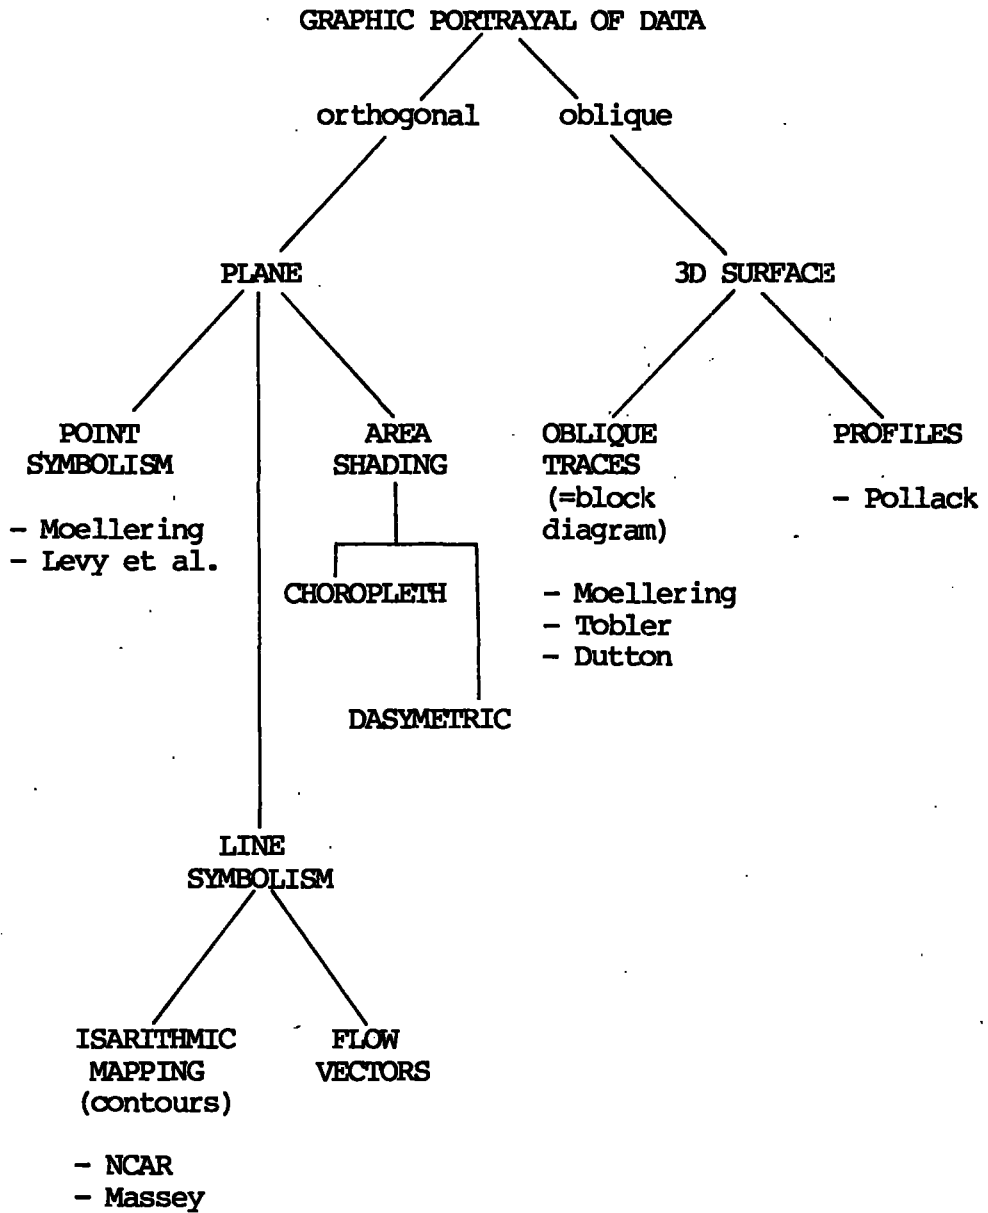 GRAPHIC PORTRAYAL OF DATA
orthogonal
oblique
PLANE
3D SURFACE
POINT
SYMBOLISM
- Moellering
- Levy et al.
AREA
SHADING
CHOROPLETH
DASYMETRIC
OBLIQUE
TRACES
(=block
diagram)
- Moellering
- Tobler
- Dutton
PROFILES
- Pollack
LINE
SYMBOLISM
ISARITHMIC
MAPPING
(contours)
- NCAR
- Massey
FLOW
VECTORS